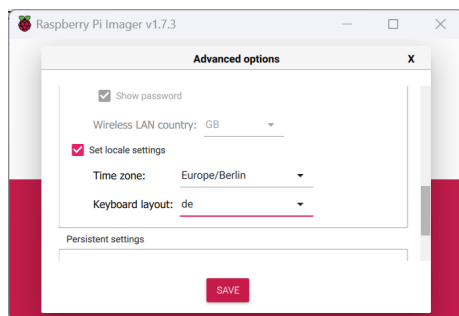 Raspberry Pi Imager v1.7.3
Advanced options X
Show password
Wireless LAN country: GB
Set locale settings
Time zone: Europe/Berlin
Keyboard layout: de
Persistent settings
SAVE